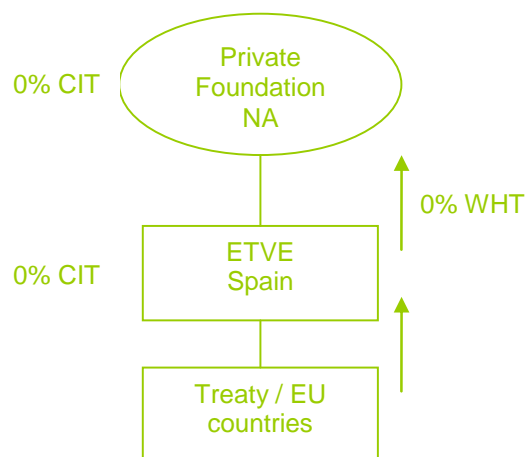 Private
Foundation
NA
0% CIT
0% WHT
ETVE
Spain
0% CIT
Treaty / EU
countries